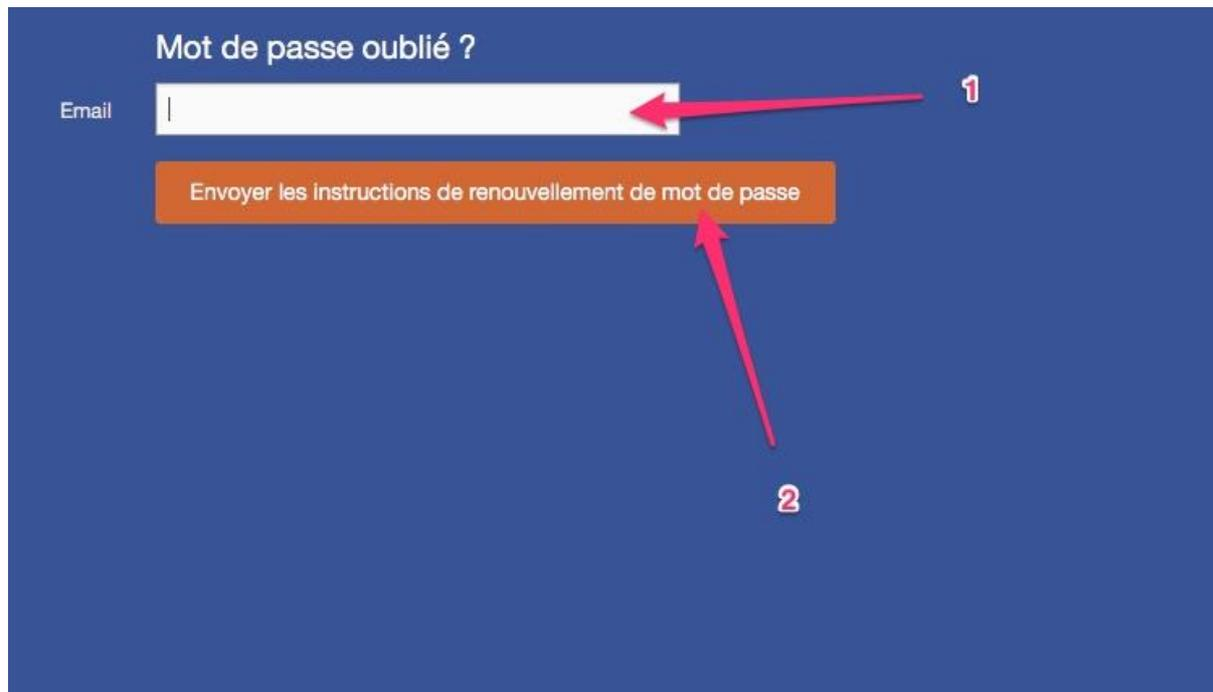 Mot de passe oublié ?
Email
1
Envoyer les instructions de renouvellement de mot de passe
2